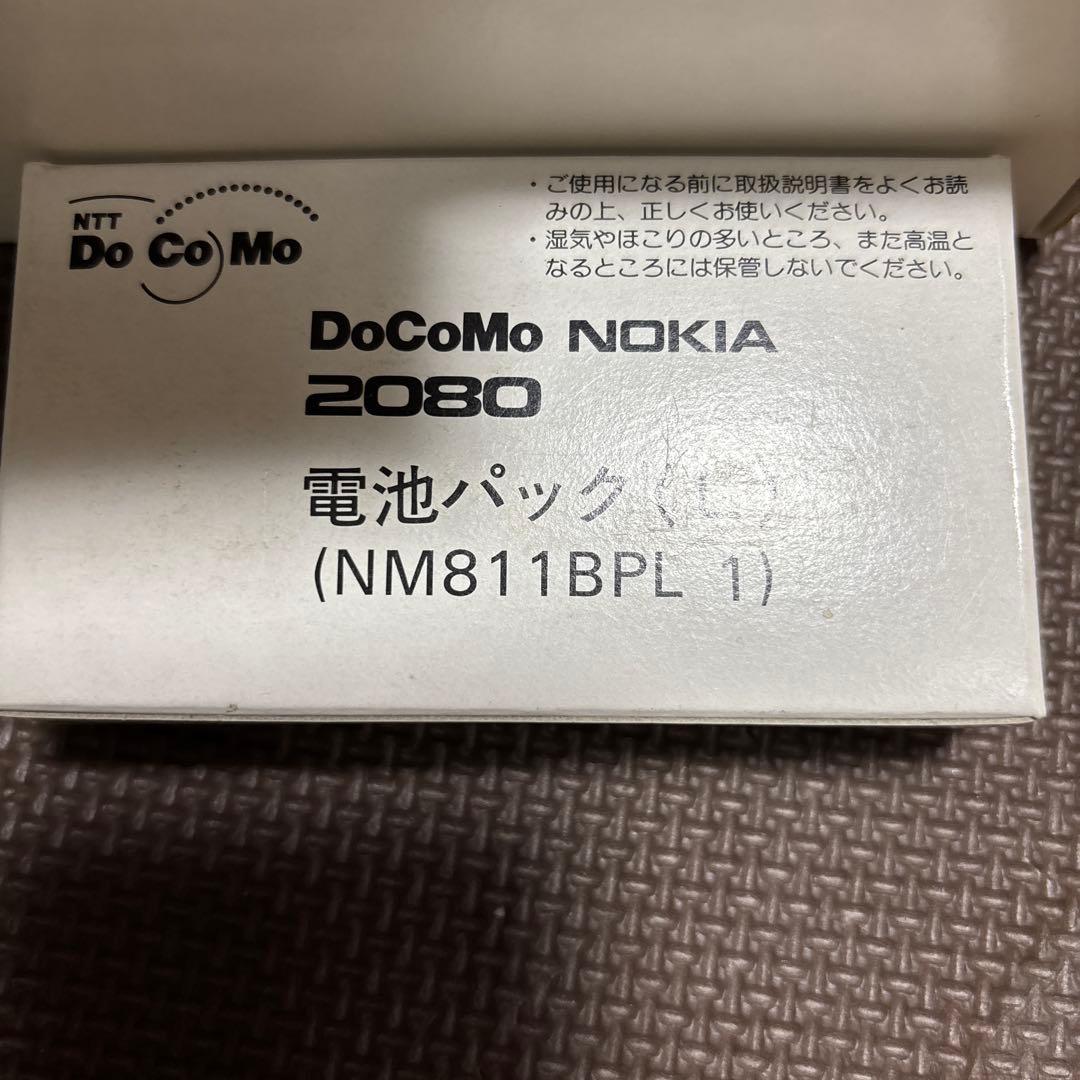 NTT
DoCoMo
・ご使用になる前に取扱説明書をよくお読
みの上、正しくお使いください。
・湿気やほこりの多いところ、また高温と
なるところには保管しないでください。
DoCoMo NOKIA
2080
電池パック(L)
(NM811BPL 1)